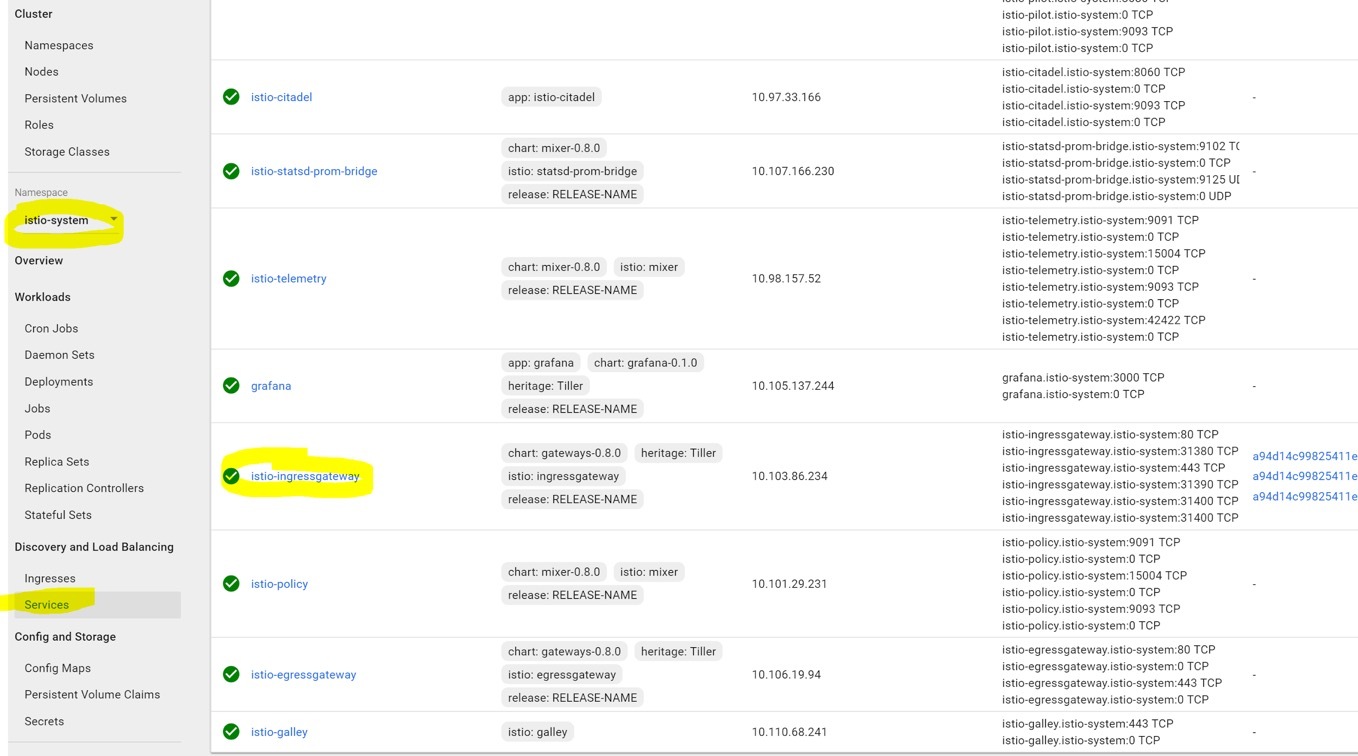 Cluster
Namespaces
Nodes
Persistent Volumes
Roles
Storage Classes
Namespace
istio-system
Overview
Workloads
Cron Jobs
Daemon Sets
Deployments
Jobs
Pods
Replica Sets
Replication Controllers
Stateful Sets
Discovery and Load Balancing
Ingresses
Services
Config and Storage
Config Maps
Persistent Volume Claims
Secrets
istio-pilot.istio-system:0 TCP
istio-pilot.istio-system:9093 TCP
istio-pilot.istio-system:0 TCP
istio-citadel
app: istio-citadel
10.97.33.166
istio-citadel.istio-system:8060 TCP
istio-citadel.istio-system:0 TCP
istio-citadel.istio-system:9093 TCP
istio-citadel.istio-system:0 TCP
-
istio-statsd-prom-bridge
chart: mixer-0.8.0
istio: statsd-prom-bridge
release: RELEASE-NAME
10.107.166.230
istio-statsd-prom-bridge.istio-system:9102 TC
istio-statsd-prom-bridge.istio-system:0 TCP
istio-statsd-prom-bridge.istio-system:9125 UD
istio-statsd-prom-bridge.istio-system:0 UDP
-
istio-telemetry
chart: mixer-0.8.0 istio: mixer
release: RELEASE-NAME
10.98.157.52
istio-telemetry.istio-system:9091 TCP
istio-telemetry.istio-system:0 TCP
istio-telemetry.istio-system:15004 TCP
istio-telemetry.istio-system:0 TCP
istio-telemetry.istio-system:9093 TCP
istio-telemetry.istio-system:0 TCP
istio-telemetry.istio-system:42422 TCP
istio-telemetry.istio-system:0 TCP
-
grafana
app: grafana chart: grafana-0.1.0
heritage: Tiller
release: RELEASE-NAME
10.105.137.244
grafana.istio-system:3000 TCP
grafana.istio-system:0 TCP
-
istio-ingressgateway
chart: gateways-0.8.0 heritage: Tiller
istio: ingressgateway
release: RELEASE-NAME
10.103.86.234
istio-ingressgateway.istio-system:80 TCP
istio-ingressgateway.istio-system:31380 TCP
istio-ingressgateway.istio-system:443 TCP
istio-ingressgateway.istio-system:31390 TCP
istio-ingressgateway.istio-system:31400 TCP
istio-ingressgateway.istio-system:31400 TCP
a94d14c99825411e
a94d14c99825411e
a94d14c99825411e
istio-policy
chart: mixer-0.8.0 istio: mixer
release: RELEASE-NAME
10.101.29.231
istio-policy.istio-system:9091 TCP
istio-policy.istio-system:0 TCP
istio-policy.istio-system:15004 TCP
istio-policy.istio-system:0 TCP
istio-policy.istio-system:9093 TCP
istio-policy.istio-system:0 TCP
-
istio-egressgateway
chart: gateways-0.8.0 heritage: Tiller
istio: egressgateway
release: RELEASE-NAME
10.106.19.94
istio-egressgateway.istio-system:80 TCP
istio-egressgateway.istio-system:0 TCP
istio-egressgateway.istio-system:443 TCP
istio-egressgateway.istio-system:0 TCP
-
istio-galley
istio: galley
10.110.68.241
istio-galley.istio-system:443 TCP
istio-galley.istio-system:0 TCP
-